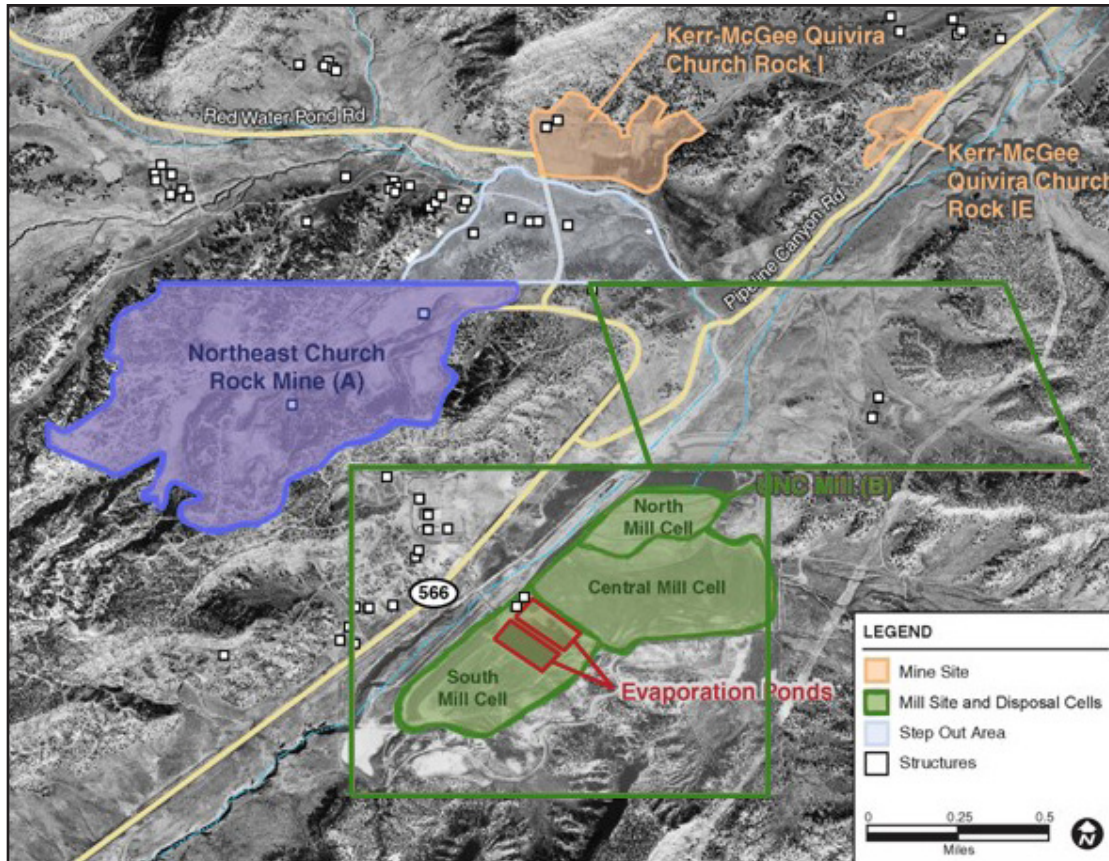 Kerr-McGee Quivira
Church Rock I
Red Water Pond Rd
Kerr-McGee
Quivira Church
Rock IE
Pipeline Canyon Rd
Northeast Church
Rock Mine (A)
UNC Mill (B)
North
Mill Cell
Central Mill Cell
566
South
Mill Cell
Evaporation Ponds
LEGEND
Mine Site
Mill Site and Disposal Cells
Step Out Area
Structures
0 0.25 0.5
Miles
N